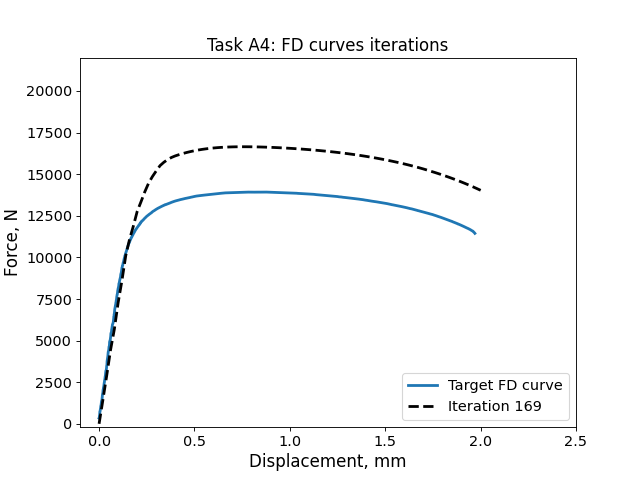 Task A4: FD curves iterations
Force, N
20000
17500
15000
12500
10000
7500
5000
2500
0
0.0 0.5 1.0 1.5 2.0 2.5
Displacement, mm
Target FD curve
Iteration 169